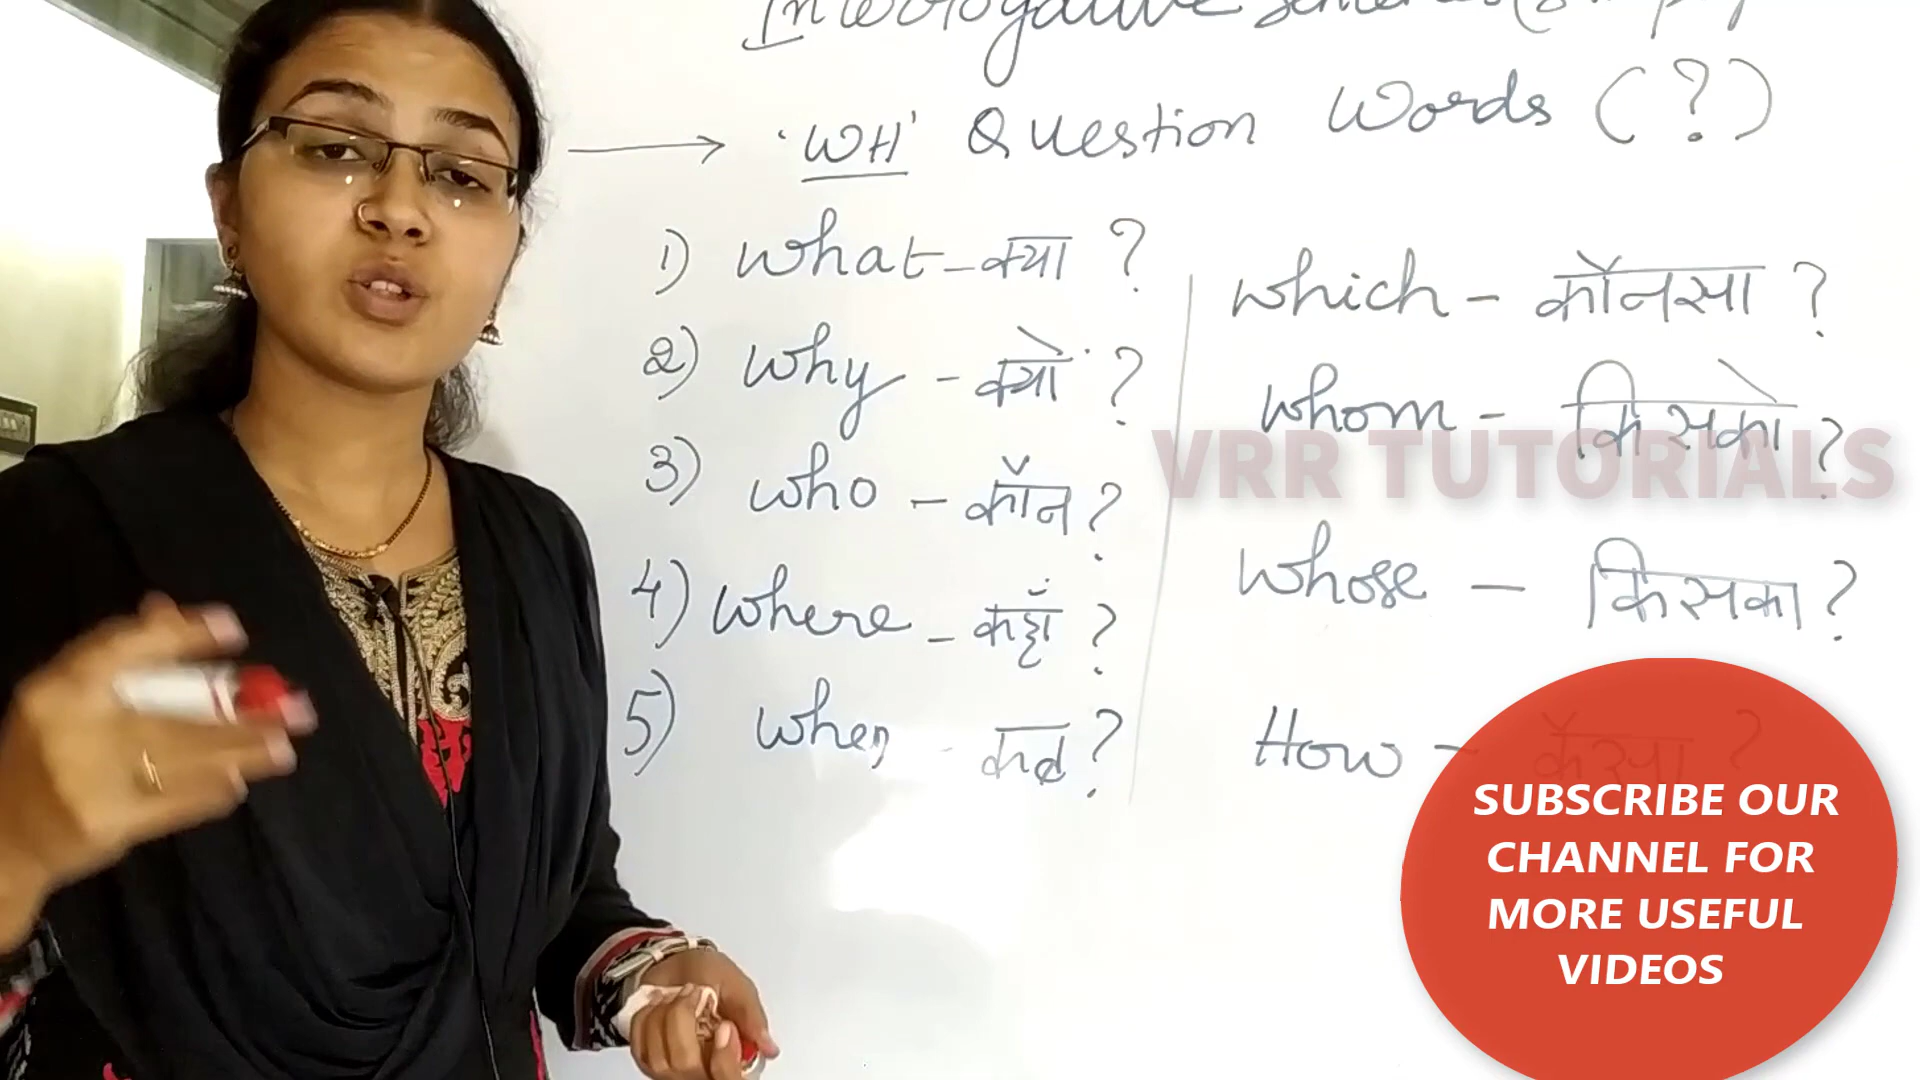 Interrogative
'WH' Question Words (?)
1) what - क्या ?
2) why - क्यों ?
3) who - कौन ?
4) where - कहाँ ?
5) when - कब ?
which - कौनसा ?
whom - किसको ?
VRR TUTORIALS
whose - किसका ?
How - कैसा ?
SUBSCRIBE OUR
CHANNEL FOR
MORE USEFUL
VIDEOS